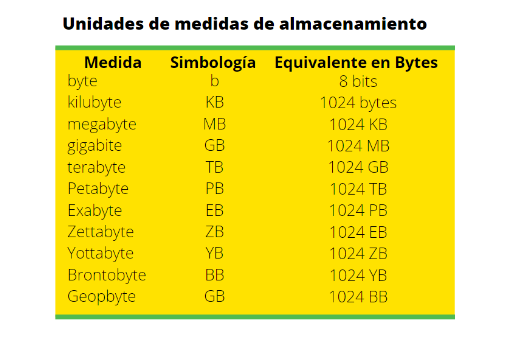 Unidades de medidas de almacenamiento
Medida Simbología Equivalente en Bytes
byte b 8 bits
kilubyte KB 1024 bytes
megabyte MB 1024 KB
gigabite GB 1024 MB
terabyte TB 1024 GB
Petabyte PB 1024 TB
Exabyte EB 1024 PB
Zettabyte ZB 1024 EB
Yottabyte YB 1024 ZB
Brontobyte BB 1024 YB
Geopbyte GB 1024 BB